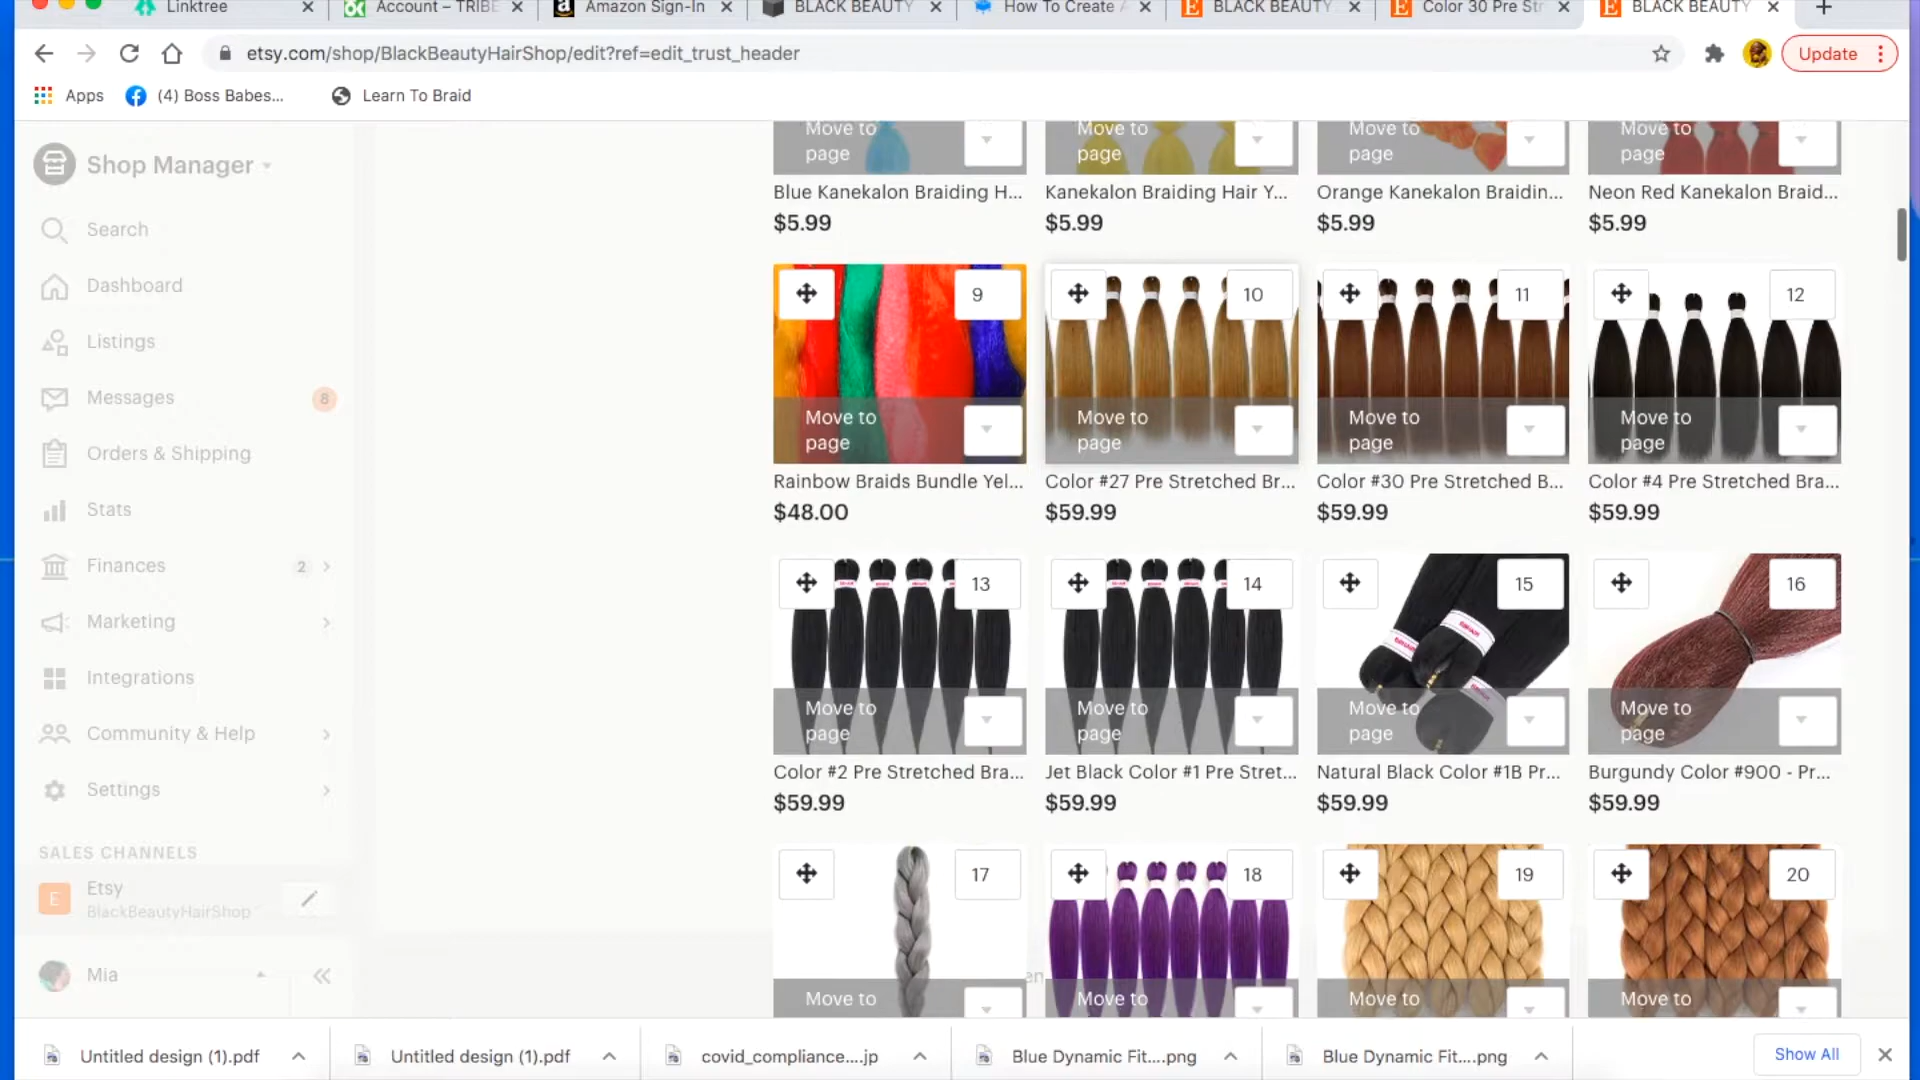 Linktree
Account – TRIBE
Amazon Sign-In
BLACK BEAUTY
How To Create A
BLACK BEAUTY
Color 30 Pre Str
BLACK BEAUTY
etsy.com/shop/BlackBeautyHairShop/edit?ref=edit_trust_header
Update
Apps
(4) Boss Babes...
Learn To Braid
Shop Manager
Search
Dashboard
Listings
Messages 8
Orders & Shipping
Stats
Finances 2
Marketing
Integrations
Community & Help
Settings
SALES CHANNELS
E Etsy
BlackBeautyHairShop
Mia
Move to page
Move to page
Move to page
Move to page
Blue Kanekalon Braiding H...
Kanekalon Braiding Hair Y...
Orange Kanekalon Braidin...
Neon Red Kanekalon Braid...
$5.99
$5.99
$5.99
$5.99
9
10
11
12
Move to page
Move to page
Move to page
Move to page
Rainbow Braids Bundle Yel...
Color #27 Pre Stretched Br...
Color #30 Pre Stretched B...
Color #4 Pre Stretched Bra...
$48.00
$59.99
$59.99
$59.99
13
14
15
16
Move to page
Move to page
Move to page
Move to page
Color #2 Pre Stretched Bra...
Jet Black Color #1 Pre Stret...
Natural Black Color #1B Pr...
Burgundy Color #900 - Pr...
$59.99
$59.99
$59.99
$59.99
17
18
19
20
Move to
Move to
Move to
Move to
Untitled design (1).pdf
Untitled design (1).pdf
covid_compliance....jp
Blue Dynamic Fit....png
Blue Dynamic Fit....png
Show All